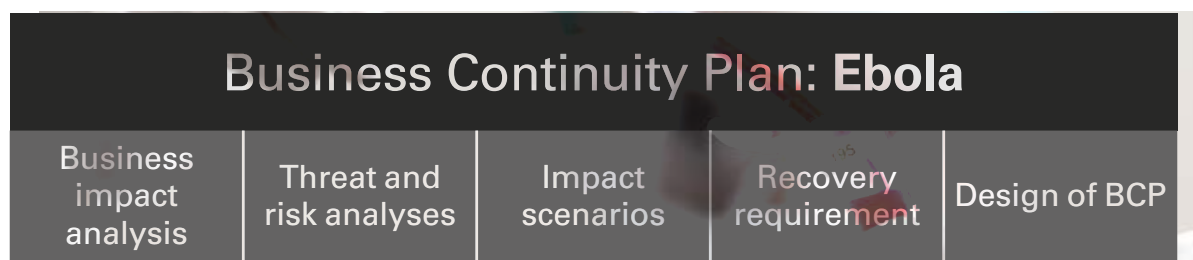 Business Continuity Plan: Ebola
Business
impact
analysis
Threat and
risk analyses
Impact
scenarios
Recovery
requirement
Design of BCP